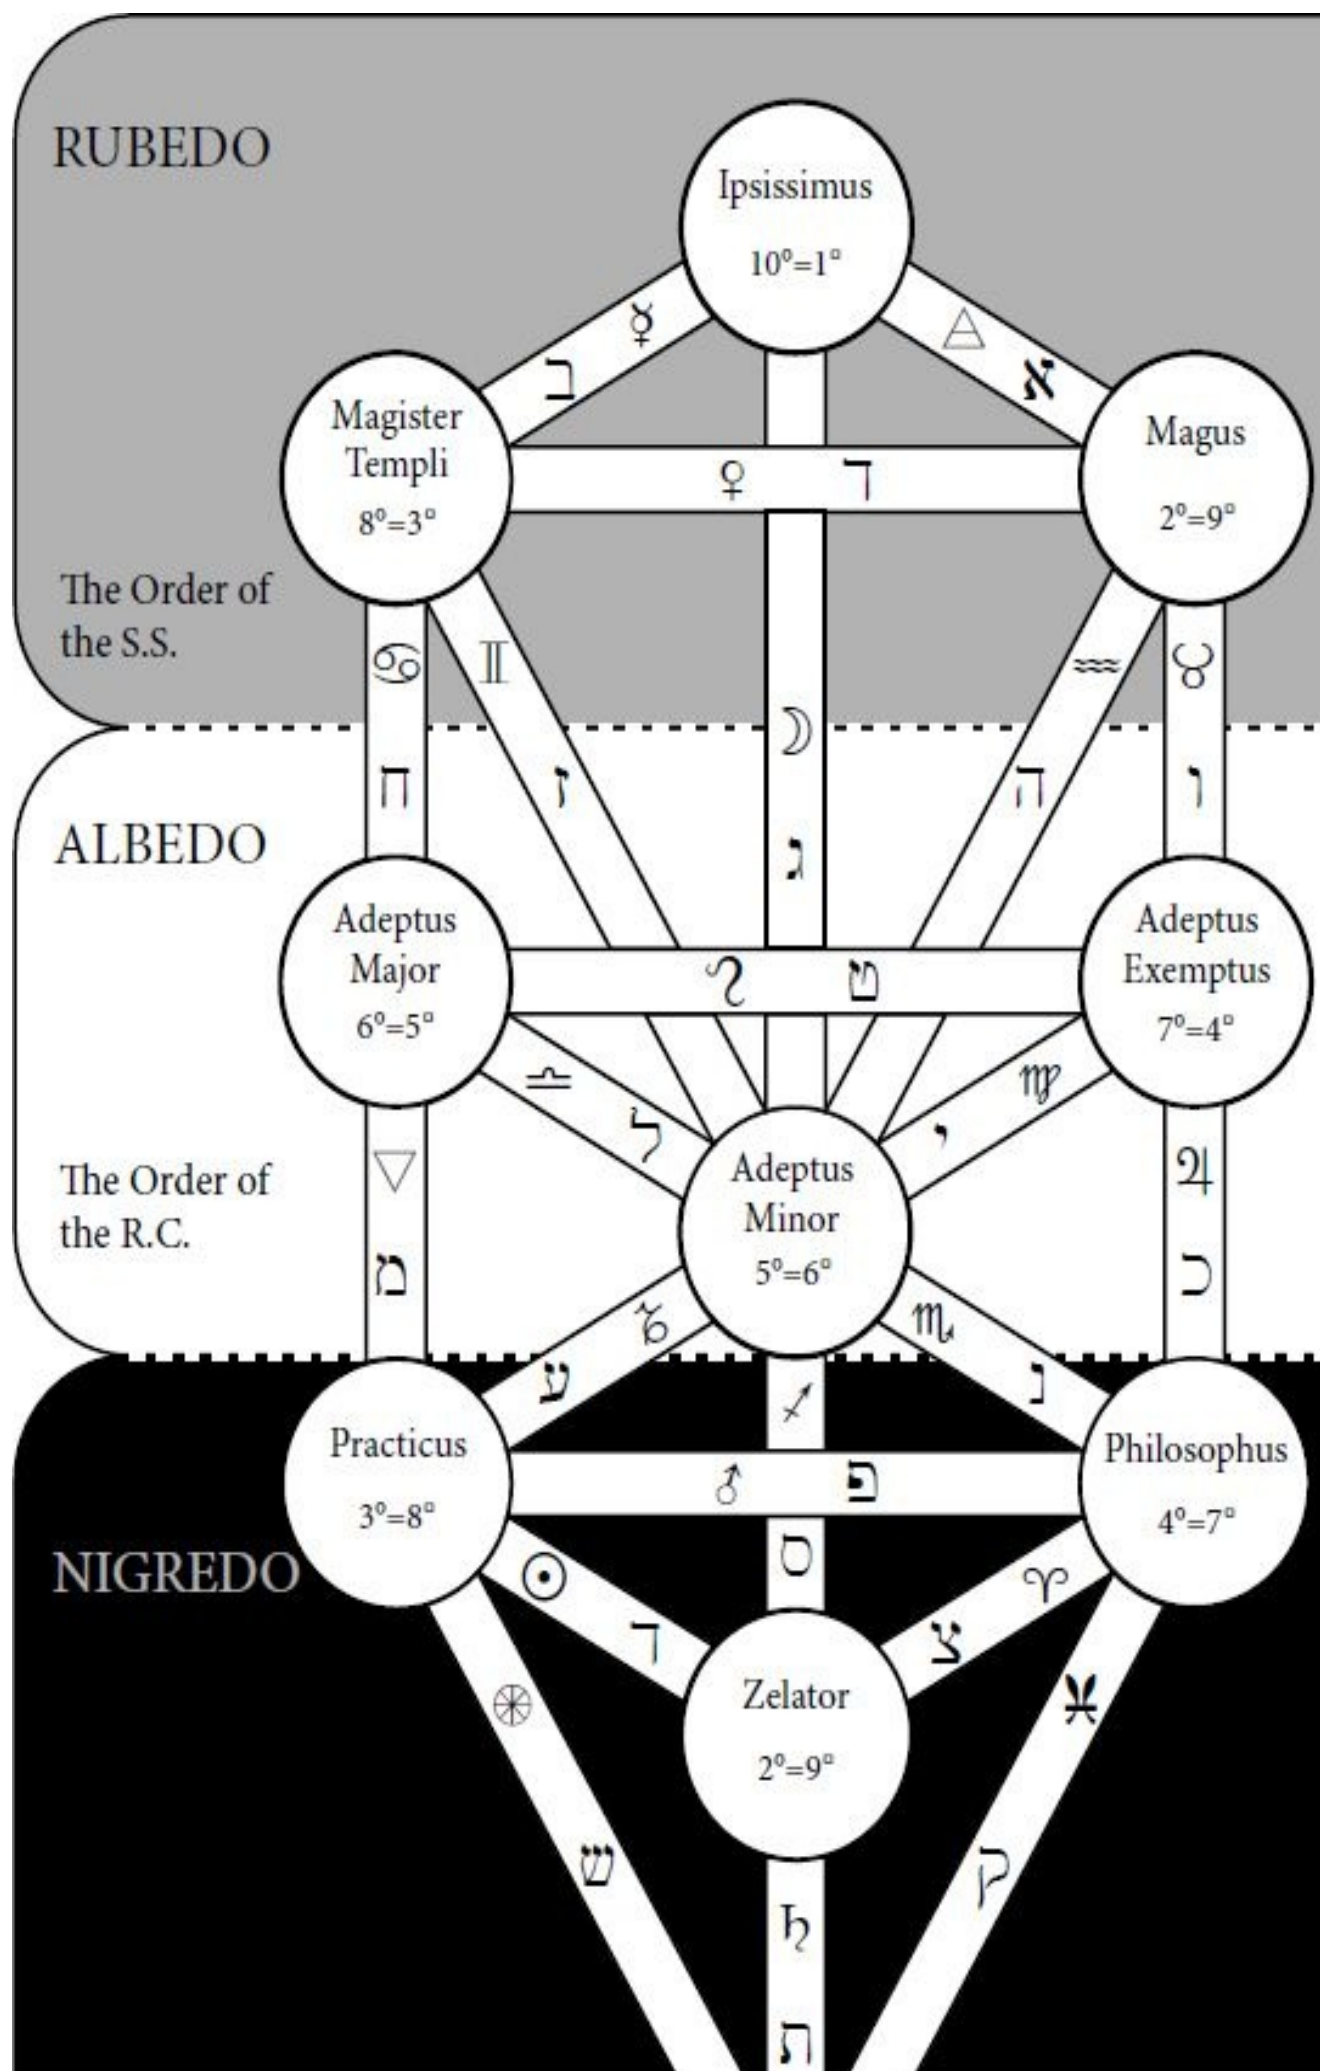 RUBEDO
Ipsissimus
10°=1°
☿
ב
🜁
א
Magister
Templi
8°=3°
♀ ד
Magus
2°=9°
The Order of
the S.S.
♋
♊
☽
♒
♉
ח
ז
ג
ה
ו
ALBEDO
Adeptus
Major
6°=5°
♌ ט
Adeptus
Exemptus
7°=4°
♎
ל
♍
י
The Order of
the R.C.
▽
מ
Adeptus
Minor
5°=6°
♃
כ
♑
ע
♏
נ
♐
Practicus
3°=8°
♂ פ
Philosophus
4°=7°
ס
NIGREDO
☉
ד
♈
צ
Zelator
2°=9°
ש
♓
ק
♄
ת